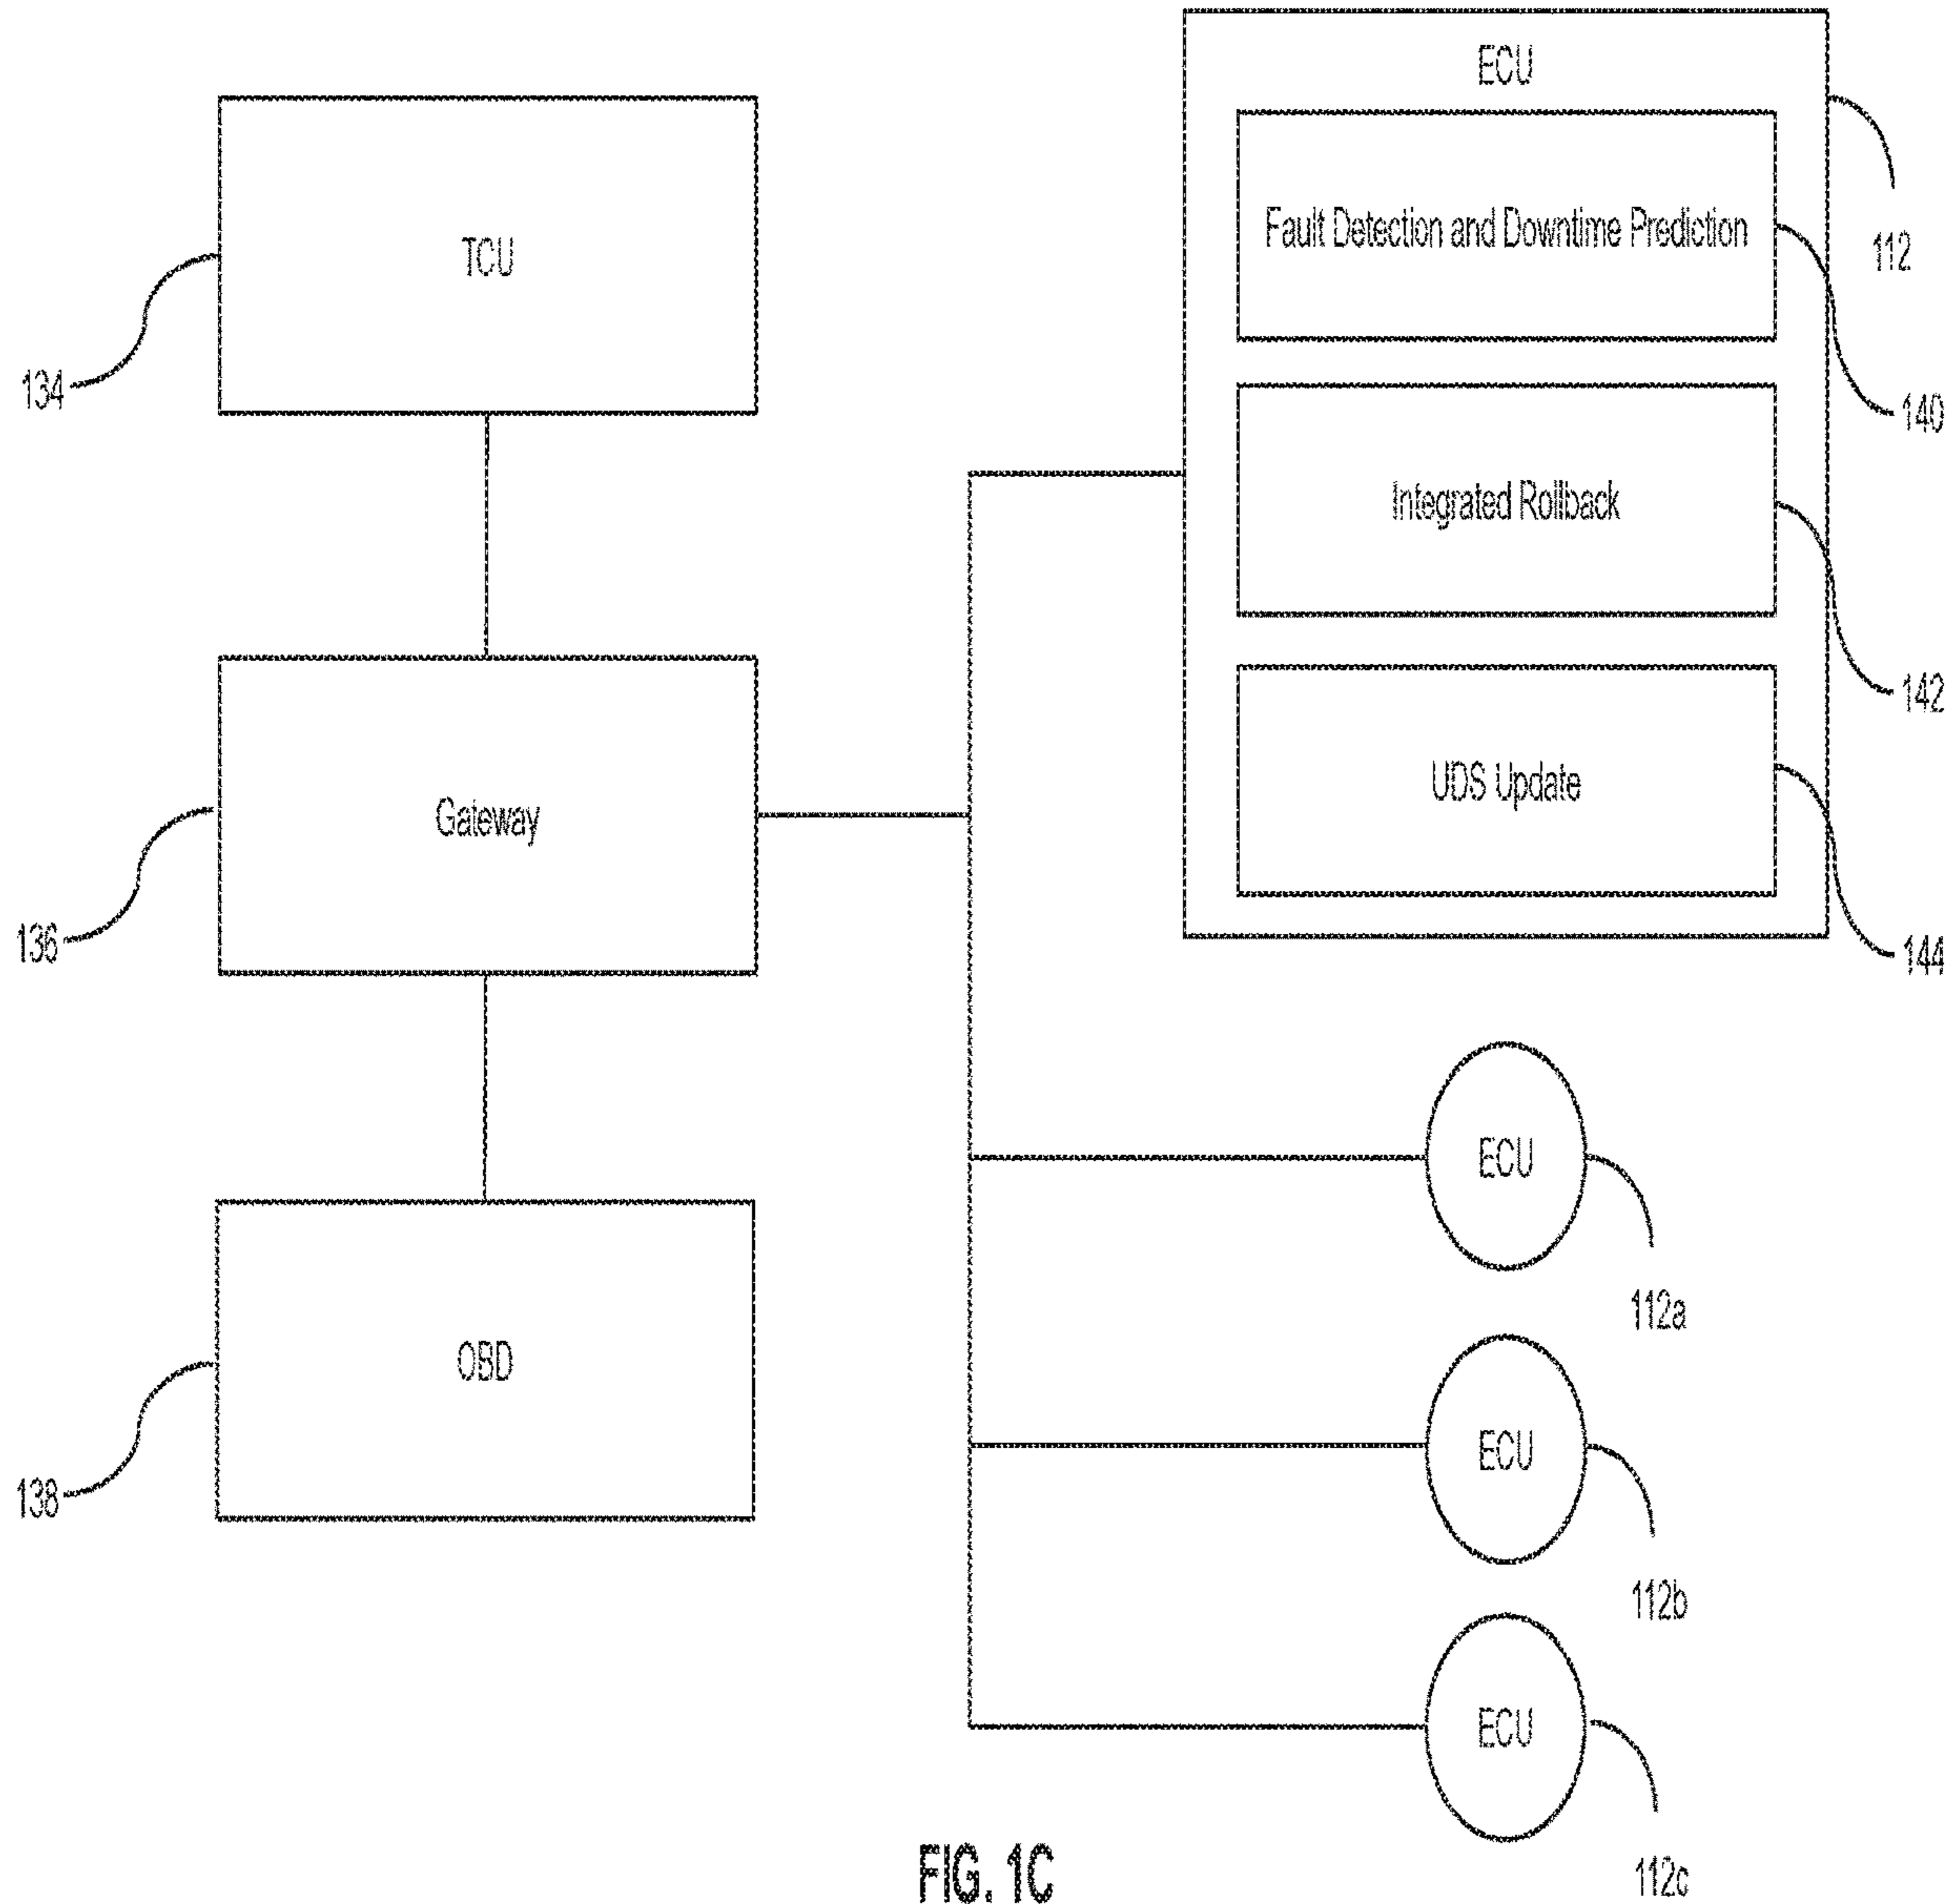 ECU
Fault Detection and Downtime Prediction
112
TCU
134
140
Integrated Rollback
142
UDS Update
Gateway
136
144
ECU
112a
OBD
138
ECU
112b
ECU
112c
FIG. 1C